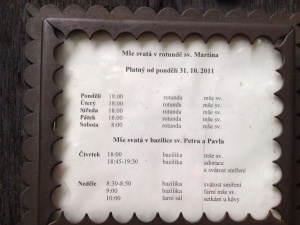 Mše svatá v rotundě sv. Martina
Platný od pondělí 31. 10. 2011
Pondělí 18:00 rotunda mše sv.
Úterý 18:00 rotunda mše sv.
Středa 18:00 rotunda mše sv.
Pátek 18:00 rotunda mše sv.
Sobota 8:00 rotunda mše sv.
Mše svatá v bazilice sv. Petra a Pavla
Čtvrtek 18:00 bazilika mše sv.
18:45-19:30 bazilika adorace
a svátost smíření
Neděle 8:30-8:50 bazilika svátost smíření
9:00 bazilika farní mše sv.
10:00 farní sál setkání u kávy